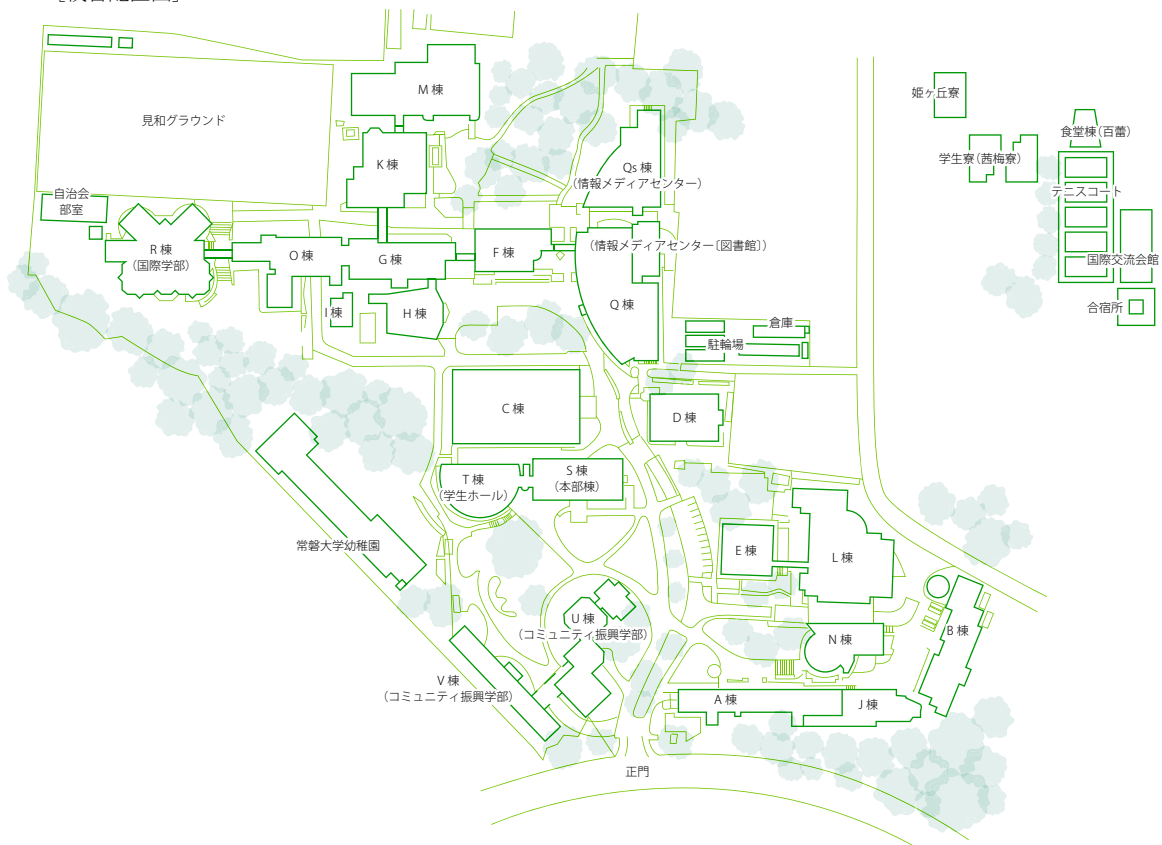 M 棟
姫ヶ丘寮
見和グラウンド
食堂棟(百蕾)
K 棟
学生寮(茜梅寮)
Qs 棟
(情報メディアセンター)
自治会
部室
テニスコート
R 棟
(国際学部)
O 棟
G 棟
F 棟
(情報メディアセンター〔図書館〕)
国際交流会館
Q 棟
I 棟
H 棟
合宿所
倉庫
駐輪場
C 棟
D 棟
T 棟
(学生ホール)
S 棟
(本部棟)
常磐大学幼稚園
E 棟
L 棟
U 棟
(コミュニティ振興学部)
N 棟
B 棟
V 棟
(コミュニティ振興学部)
A 棟
J 棟
正門